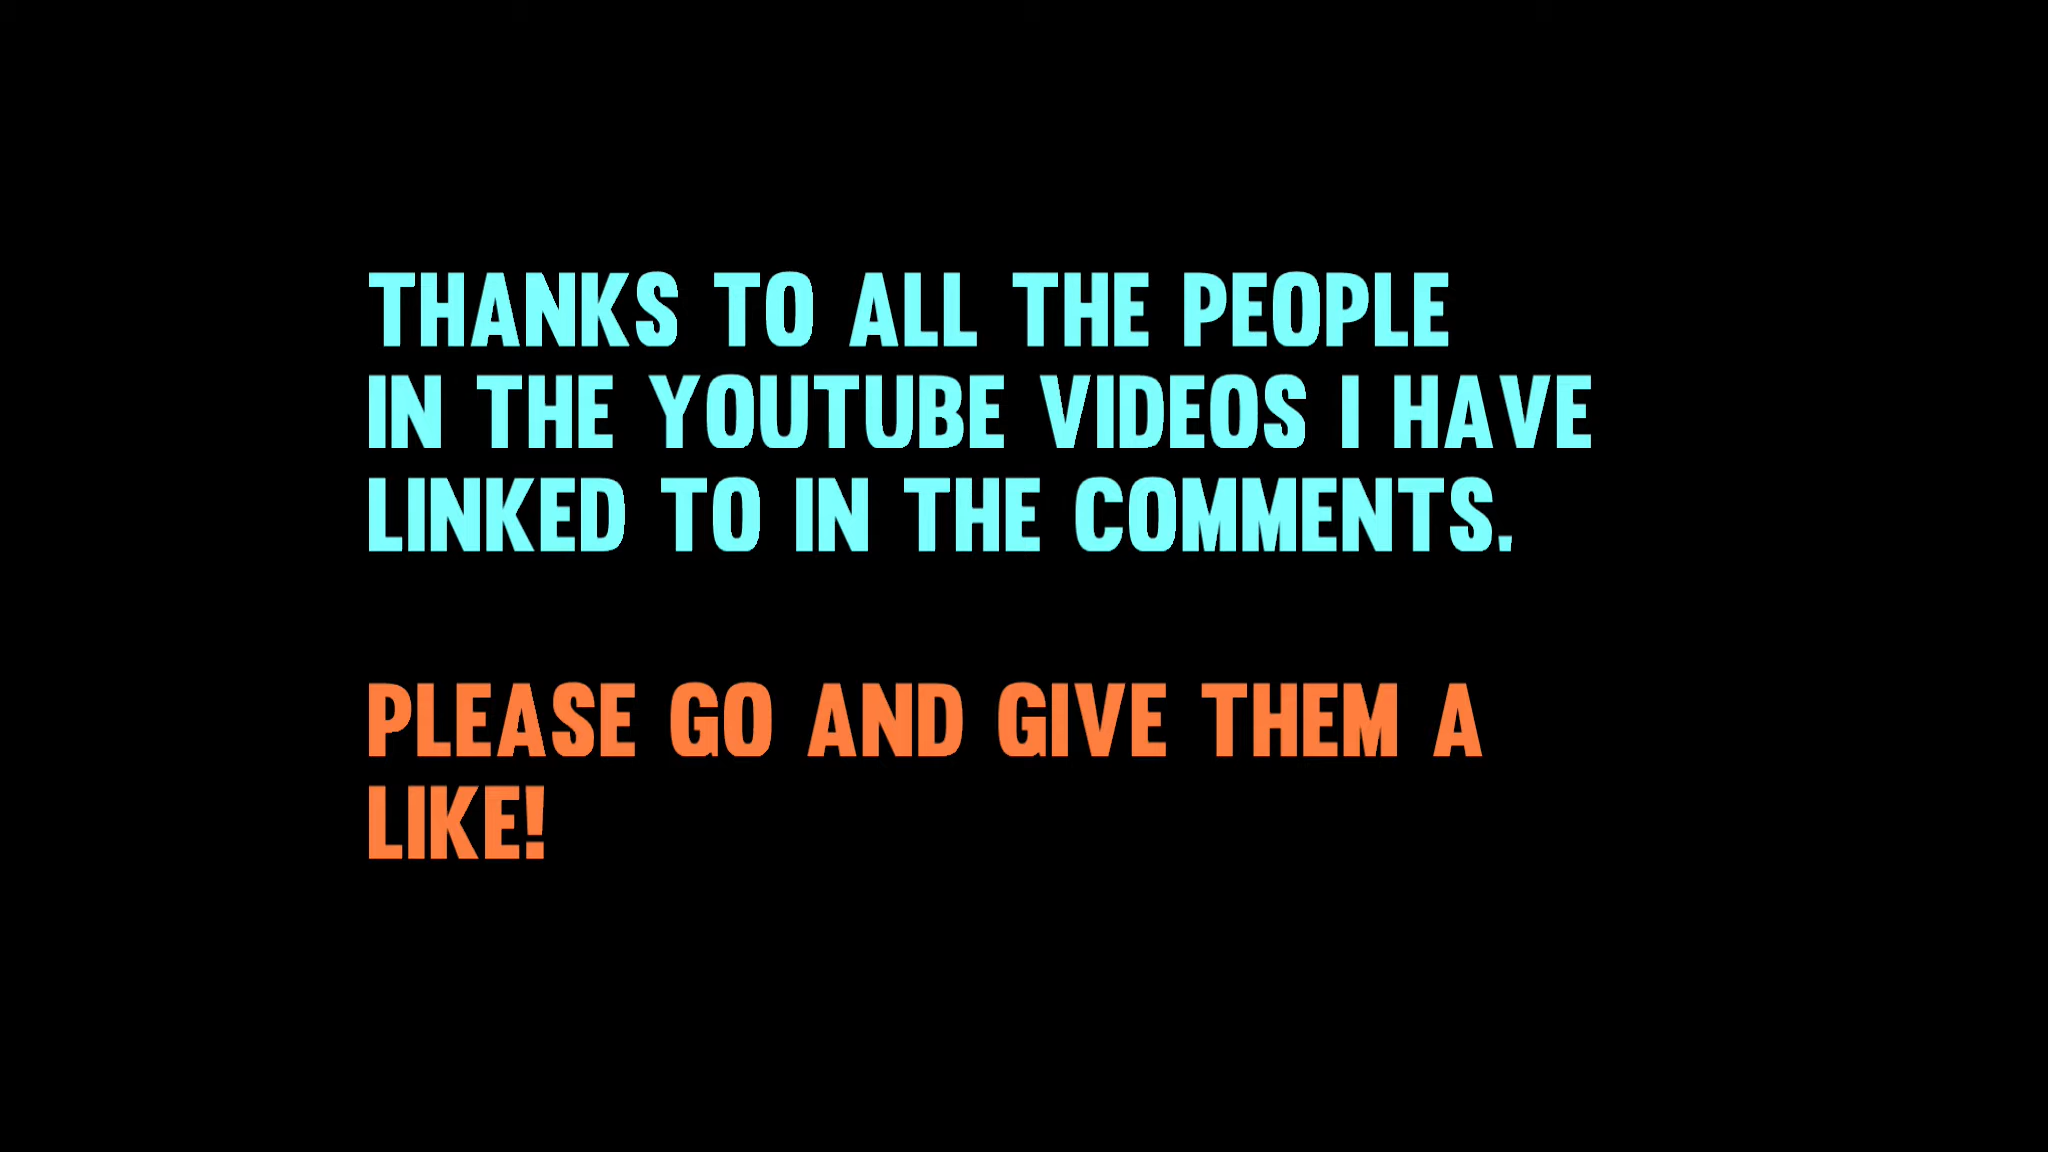 THANKS TO ALL THE PEOPLE
IN THE YOUTUBE VIDEOS I HAVE
LINKED TO IN THE COMMENTS.
PLEASE GO AND GIVE THEM A
LIKE!